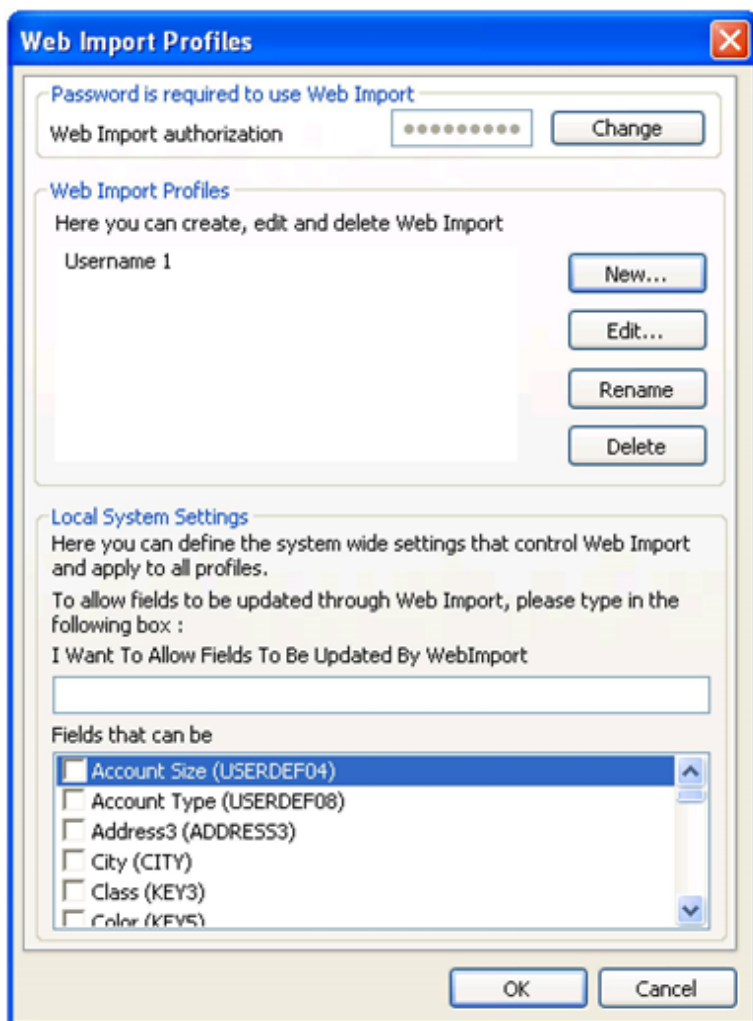 Web Import Profiles
Password is required to use Web Import
Web Import authorization ●●●●●●●●● Change
Web Import Profiles
Here you can create, edit and delete Web Import
Username 1
New...
Edit...
Rename
Delete
Local System Settings
Here you can define the system wide settings that control Web Import
and apply to all profiles.
To allow fields to be updated through Web Import, please type in the
following box :
I Want To Allow Fields To Be Updated By WebImport
Fields that can be
Account Size (USERDEF04)
Account Type (USERDEF08)
Address3 (ADDRESS3)
City (CITY)
Class (KEY3)
Color (KEY5)
OK Cancel